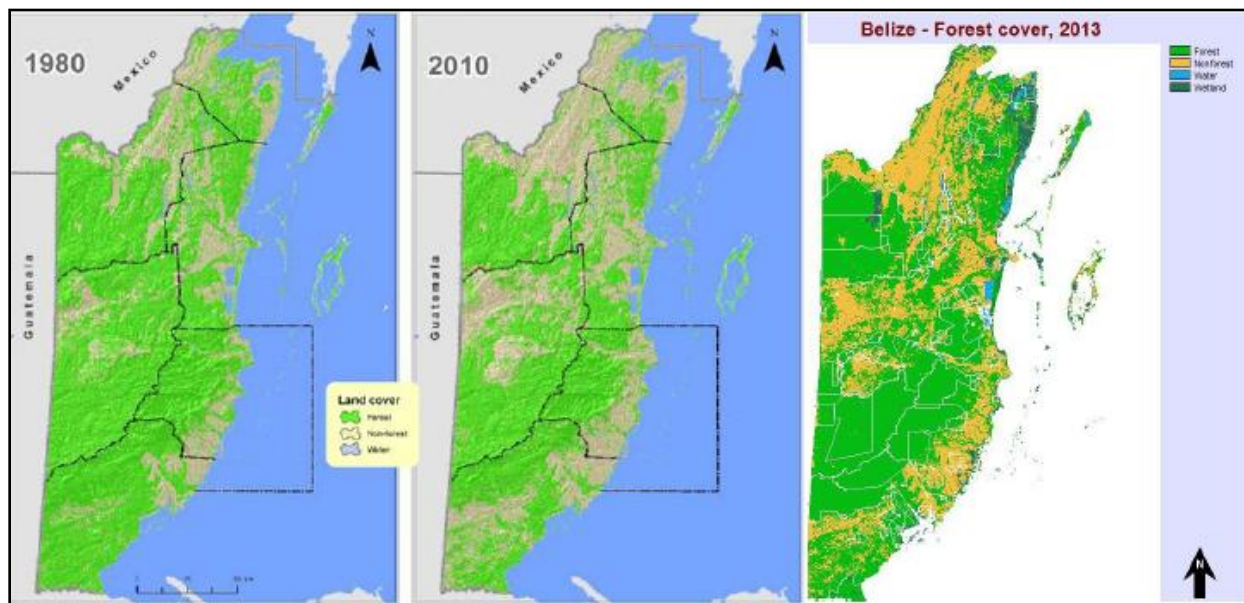 1980
Mexico
N
Guatemala
Land cover
Forest
Non-forest
Water
2010
Mexico
N
Guatemala
Belize - Forest cover, 2013
Forest
Nonforest
Water
Wetland
N